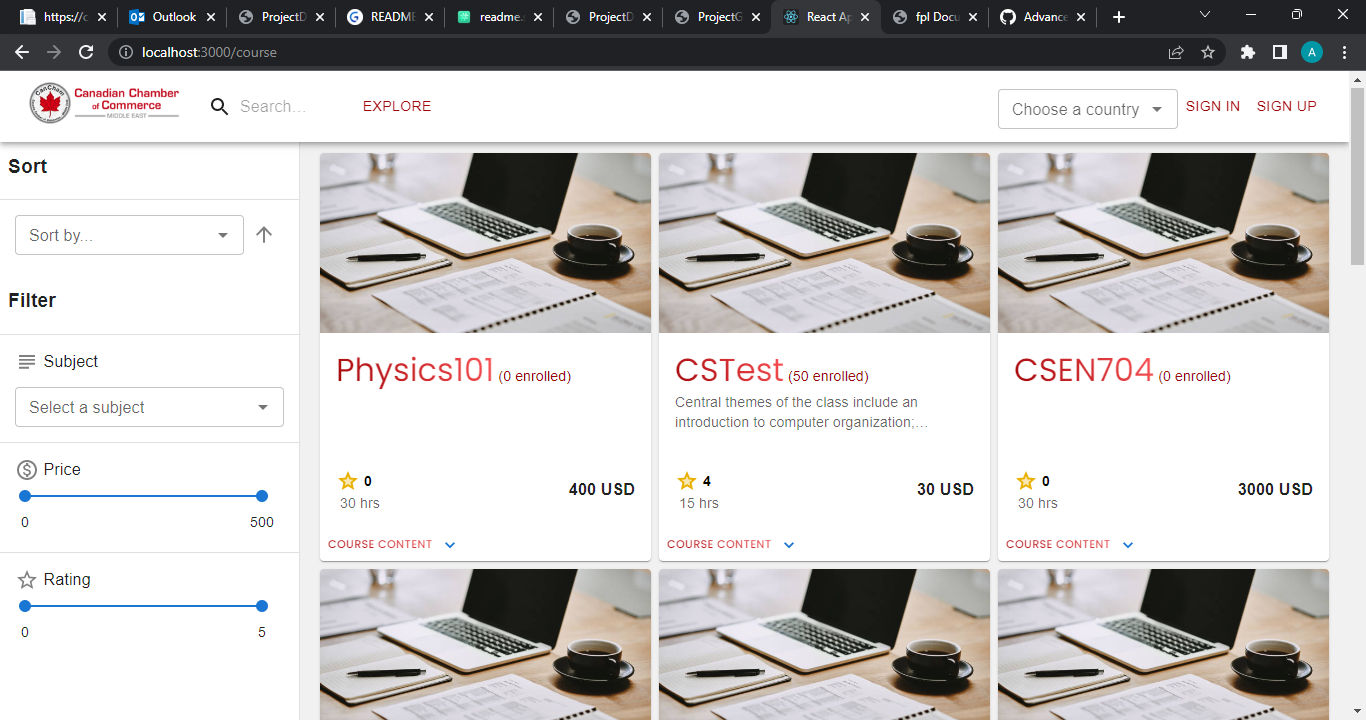 https://c
Outlook
ProjectD
README
readme.
ProjectD
ProjectG
React Ap
fpl Docu
Advance
localhost:3000/course
A
CanCham
Canadian Chamber
of Commerce
MIDDLE EAST
Search...
EXPLORE
Choose a country
SIGN IN
SIGN UP
Sort
Sort by...
Filter
Subject
Select a subject
Price
0
500
Rating
0
5
Physics101 (0 enrolled)
0
30 hrs
400 USD
COURSE CONTENT
CSTest (50 enrolled)
Central themes of the class include an
introduction to computer organization;...
4
15 hrs
30 USD
COURSE CONTENT
CSEN704 (0 enrolled)
0
30 hrs
3000 USD
COURSE CONTENT